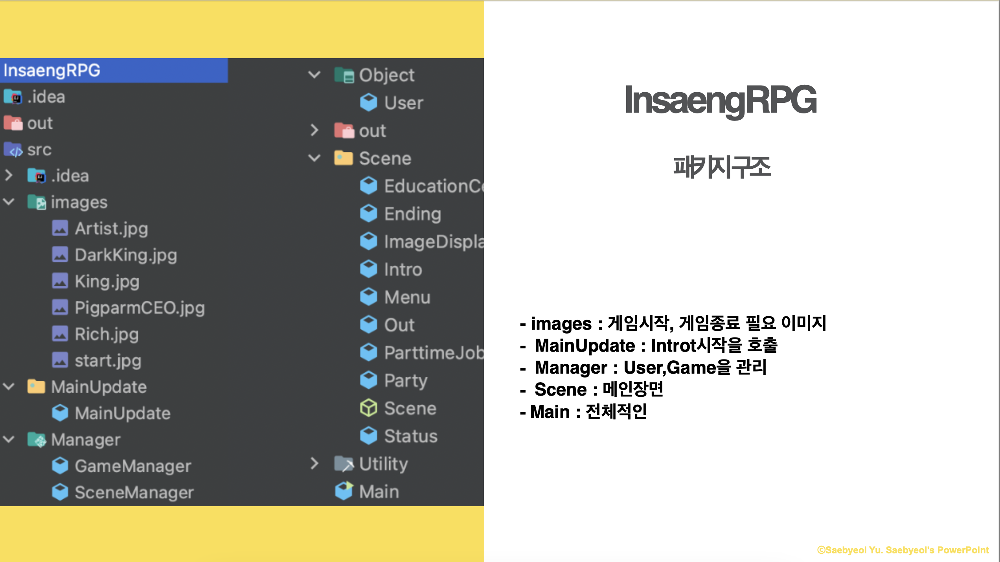 InsaengRPG
.idea
out
src
.idea
images
Artist.jpg
DarkKing.jpg
King.jpg
PigparmCEO.jpg
Rich.jpg
start.jpg
MainUpdate
MainUpdate
Manager
GameManager
SceneManager
Object
User
out
Scene
Ending
Intro
Menu
Out
ParttimeJob
Party
Scene
Status
Utility
Main
InsaengRPG
패키지구조
- images : 게임시작, 게임종료 필요 이미지
- MainUpdate : Introt시작을 호출
- Manager : User,Game을 관리
- Scene : 메인장면
- Main : 전체적인
©Saebyeol Yu. Saebyeol’s PowerPoint